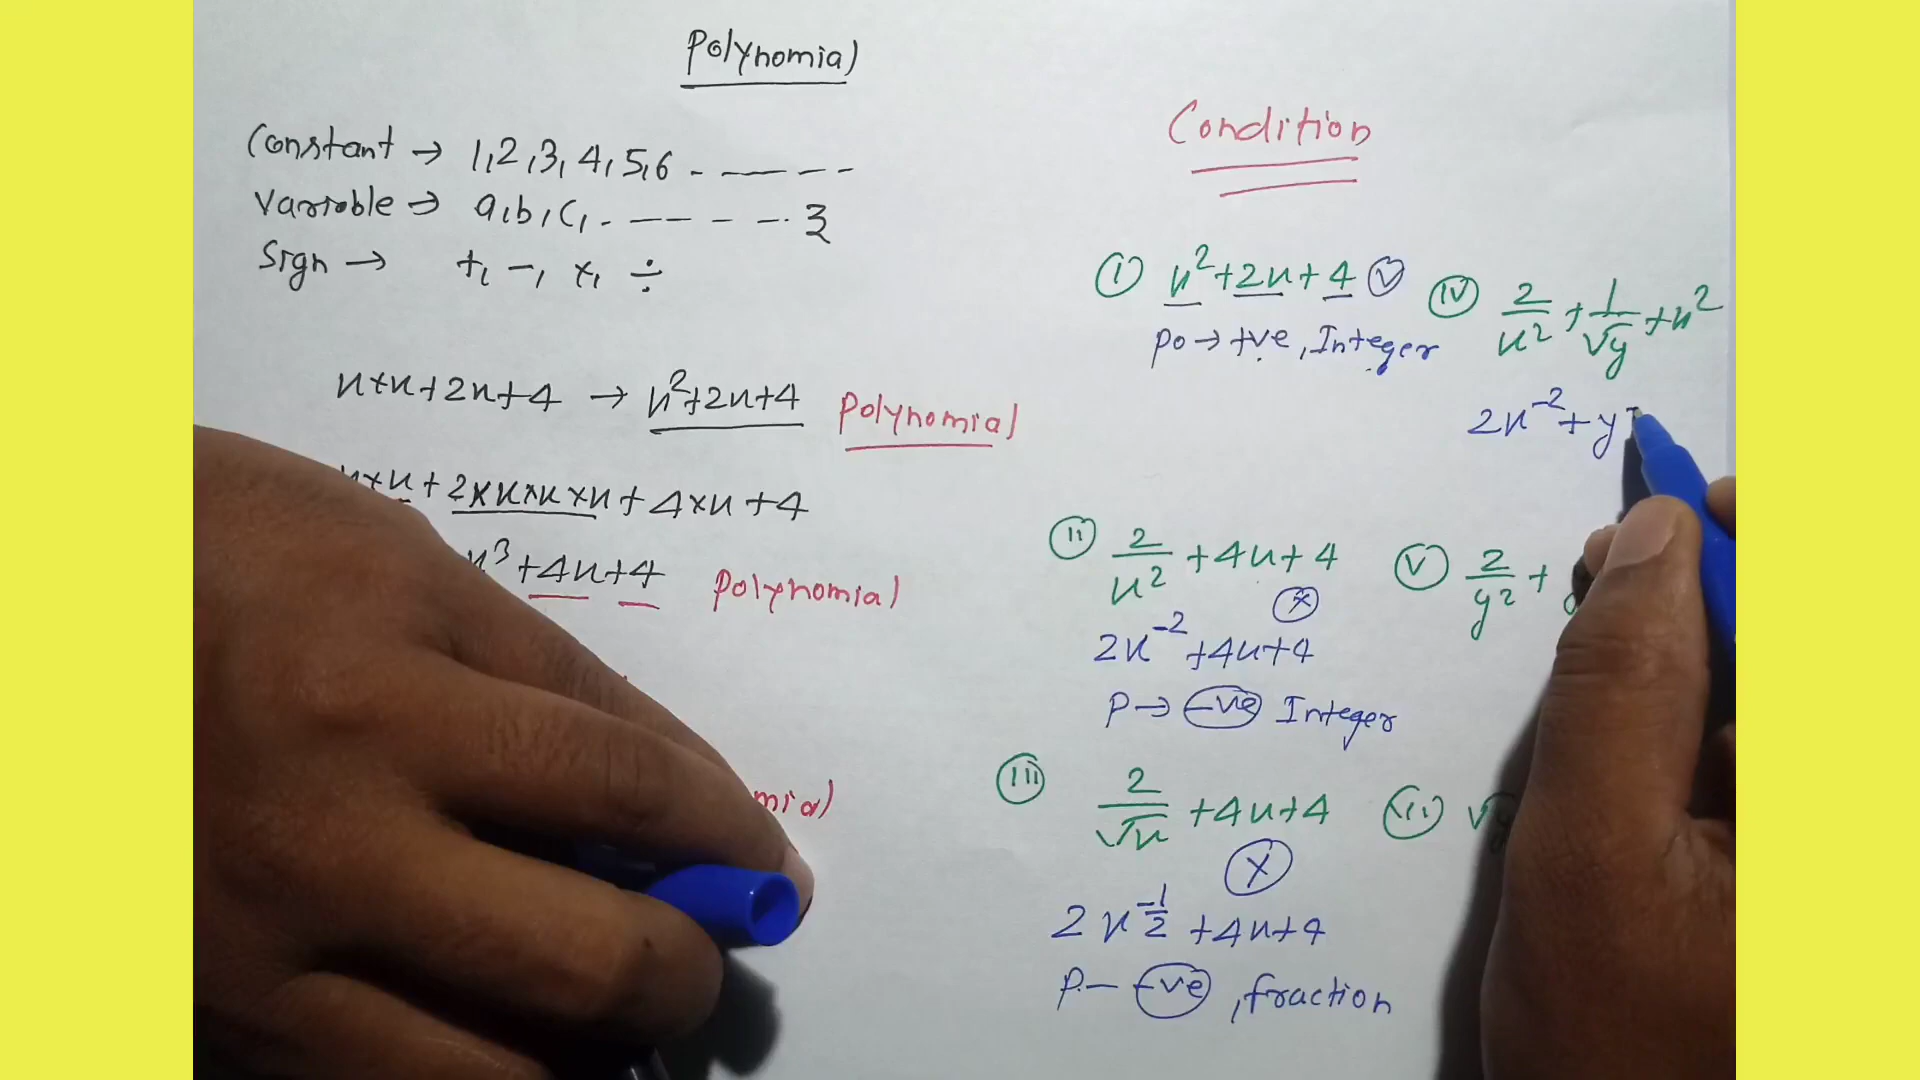 Polynomial
Constant → 1,2,3,4,5,6 - - - - -
Variable → a,b,c, - - - - - z
Sign → +, -, ×, ÷
x×x+2x+4 → x²+2x+4 Polynomial
x×x + 2×x×x×x + 4×x + 4
x³ +4x+4 Polynomial
mial
Condition
(i) x²+2x+4 ✓
po → +ve, Integer
(ii) 2/x² + 4x + 4 ×
2x⁻² + 4x + 4
P → -ve Integer
(iii) 2/√x + 4x + 4
×
2x^-1/2 + 4x + 4
P - -ve, fraction
(iv) 2/x² + 1/√y + x²
2x⁻² + y
(v) 2/y² +
√